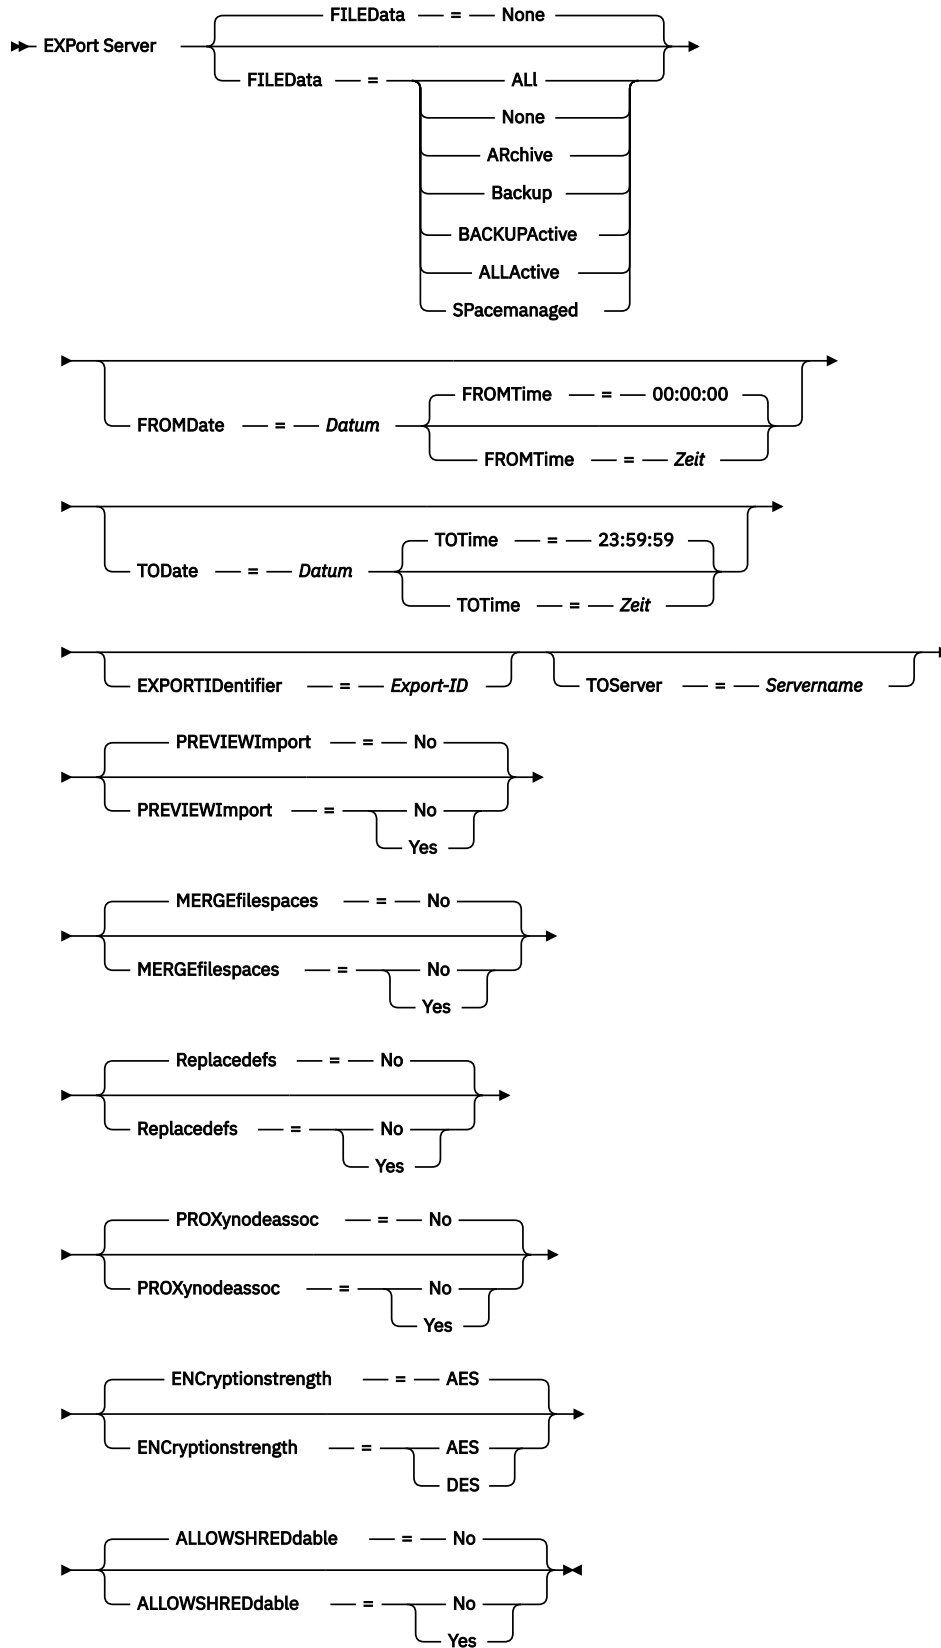 FILEData = None
EXPort Server
FILEData = ALl
None
ARchive
Backup
BACKUPActive
ALLActive
SPacemanaged
FROMTime = 00:00:00
FROMDate = Datum
FROMTime = Zeit
TOTime = 23:59:59
TODate = Datum
TOTime = Zeit
EXPORTIDentifier = Export-ID TOServer = Servername
PREVIEWImport = No
PREVIEWImport = No
Yes
MERGEfilespaces = No
MERGEfilespaces = No
Yes
Replacedefs = No
Replacedefs = No
Yes
PROXynodeassoc = No
PROXynodeassoc = No
Yes
ENCryptionstrength = AES
ENCryptionstrength = AES
DES
ALLOWSHREDdable = No
ALLOWSHREDdable = No
Yes